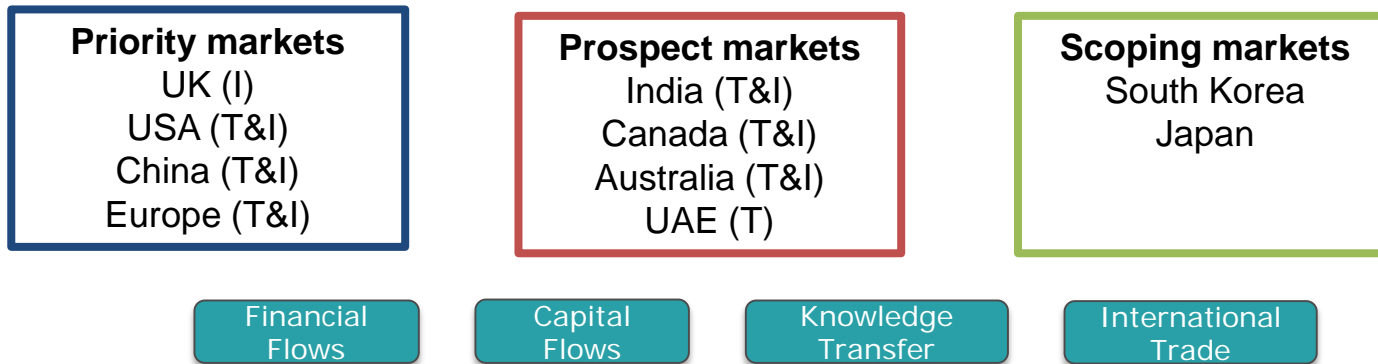 Priority markets
UK (I)
USA (T&I)
China (T&I)
Europe (T&I)
Prospect markets
India (T&I)
Canada (T&I)
Australia (T&I)
UAE (T)
Scoping markets
South Korea
Japan
Financial
Flows
Capital
Flows
Knowledge
Transfer
International
Trade